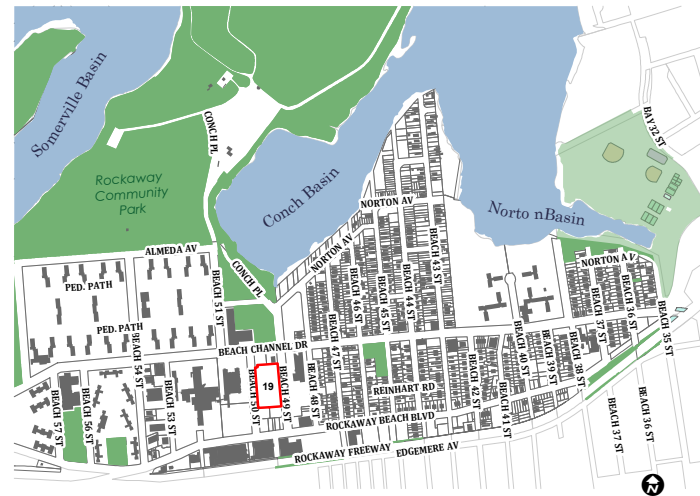 Somerville Basin
CONCH PL
BAY 32 ST
Rockaway
Community
Park
Conch Basin
NORTON AV
Norto nBasin
ALMEDA AV
NORTON AV
BEACH 43 ST
NORTON A V
PED. PATH
CONCH PL
BEACH 51 ST
BEACH 46 ST
BEACH 45 ST
BEACH 44 ST
BEACH 37 ST
BEACH 36 ST
BEACH 35 ST
PED. PATH
BEACH 54 ST
BEACH CHANNEL DR
BEACH 47 ST
BEACH 40 ST
BEACH 39 ST
BEACH 38 ST
19
BEACH 57 ST
BEACH 56 ST
BEACH 53 ST
BEACH 50 ST
BEACH 49 ST
BEACH 48 ST
REINHART RD
BEACH 42 ST
BEACH 41 ST
ROCKAWAY BEACH BLVD
ROCKAWAY FREEWAY
EDGEMERE AV
BEACH 37 ST
BEACH 36 ST
N